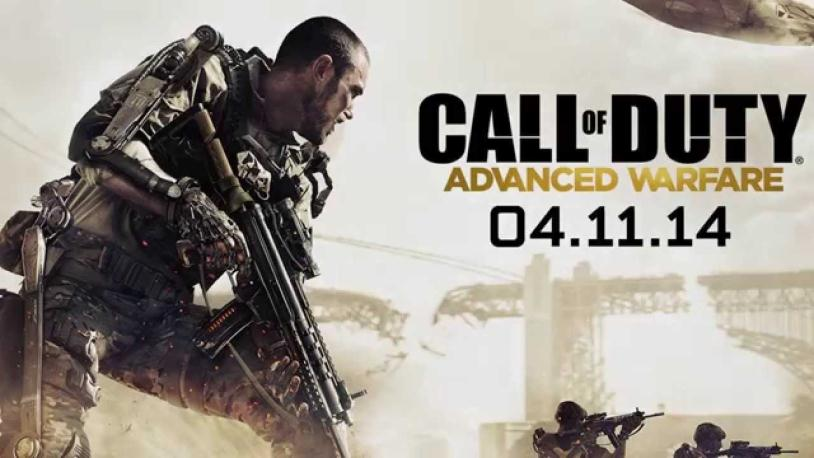 CALL OF DUTY®
ADVANCED WARFARE
04.11.14